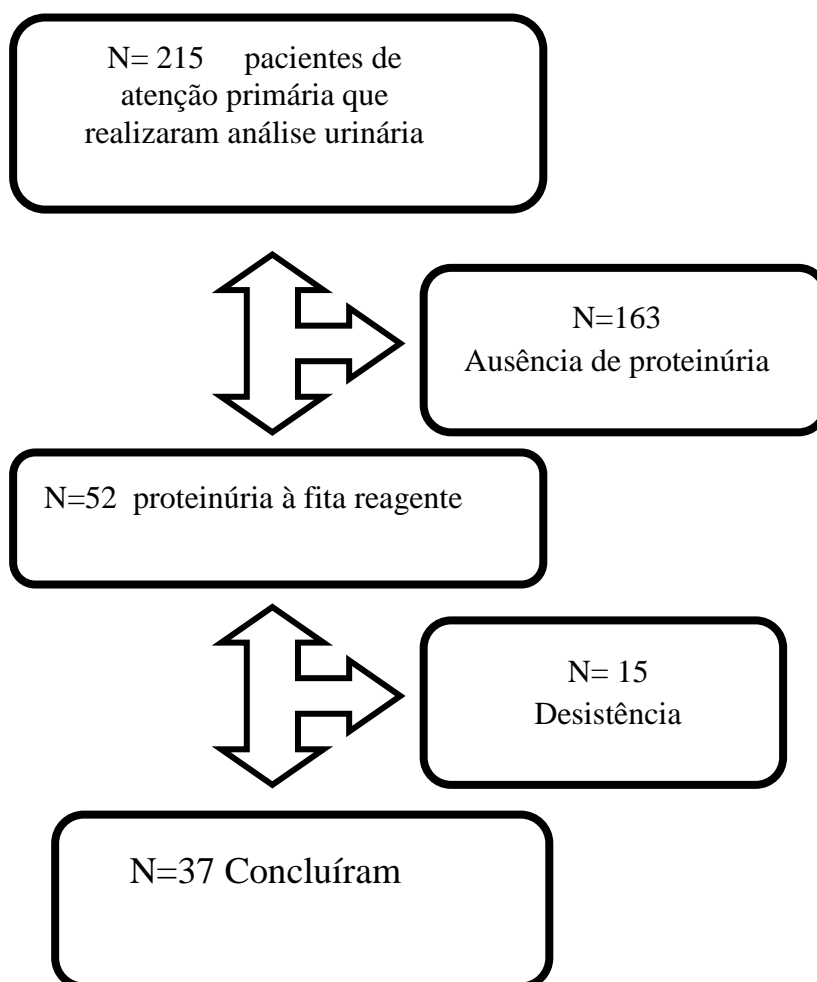 N= 215 pacientes de
atenção primária que
realizaram análise urinária
N=163
Ausência de proteinúria
N=52 proteinúria à fita reagente
N= 15
Desistência
N=37 Concluíram